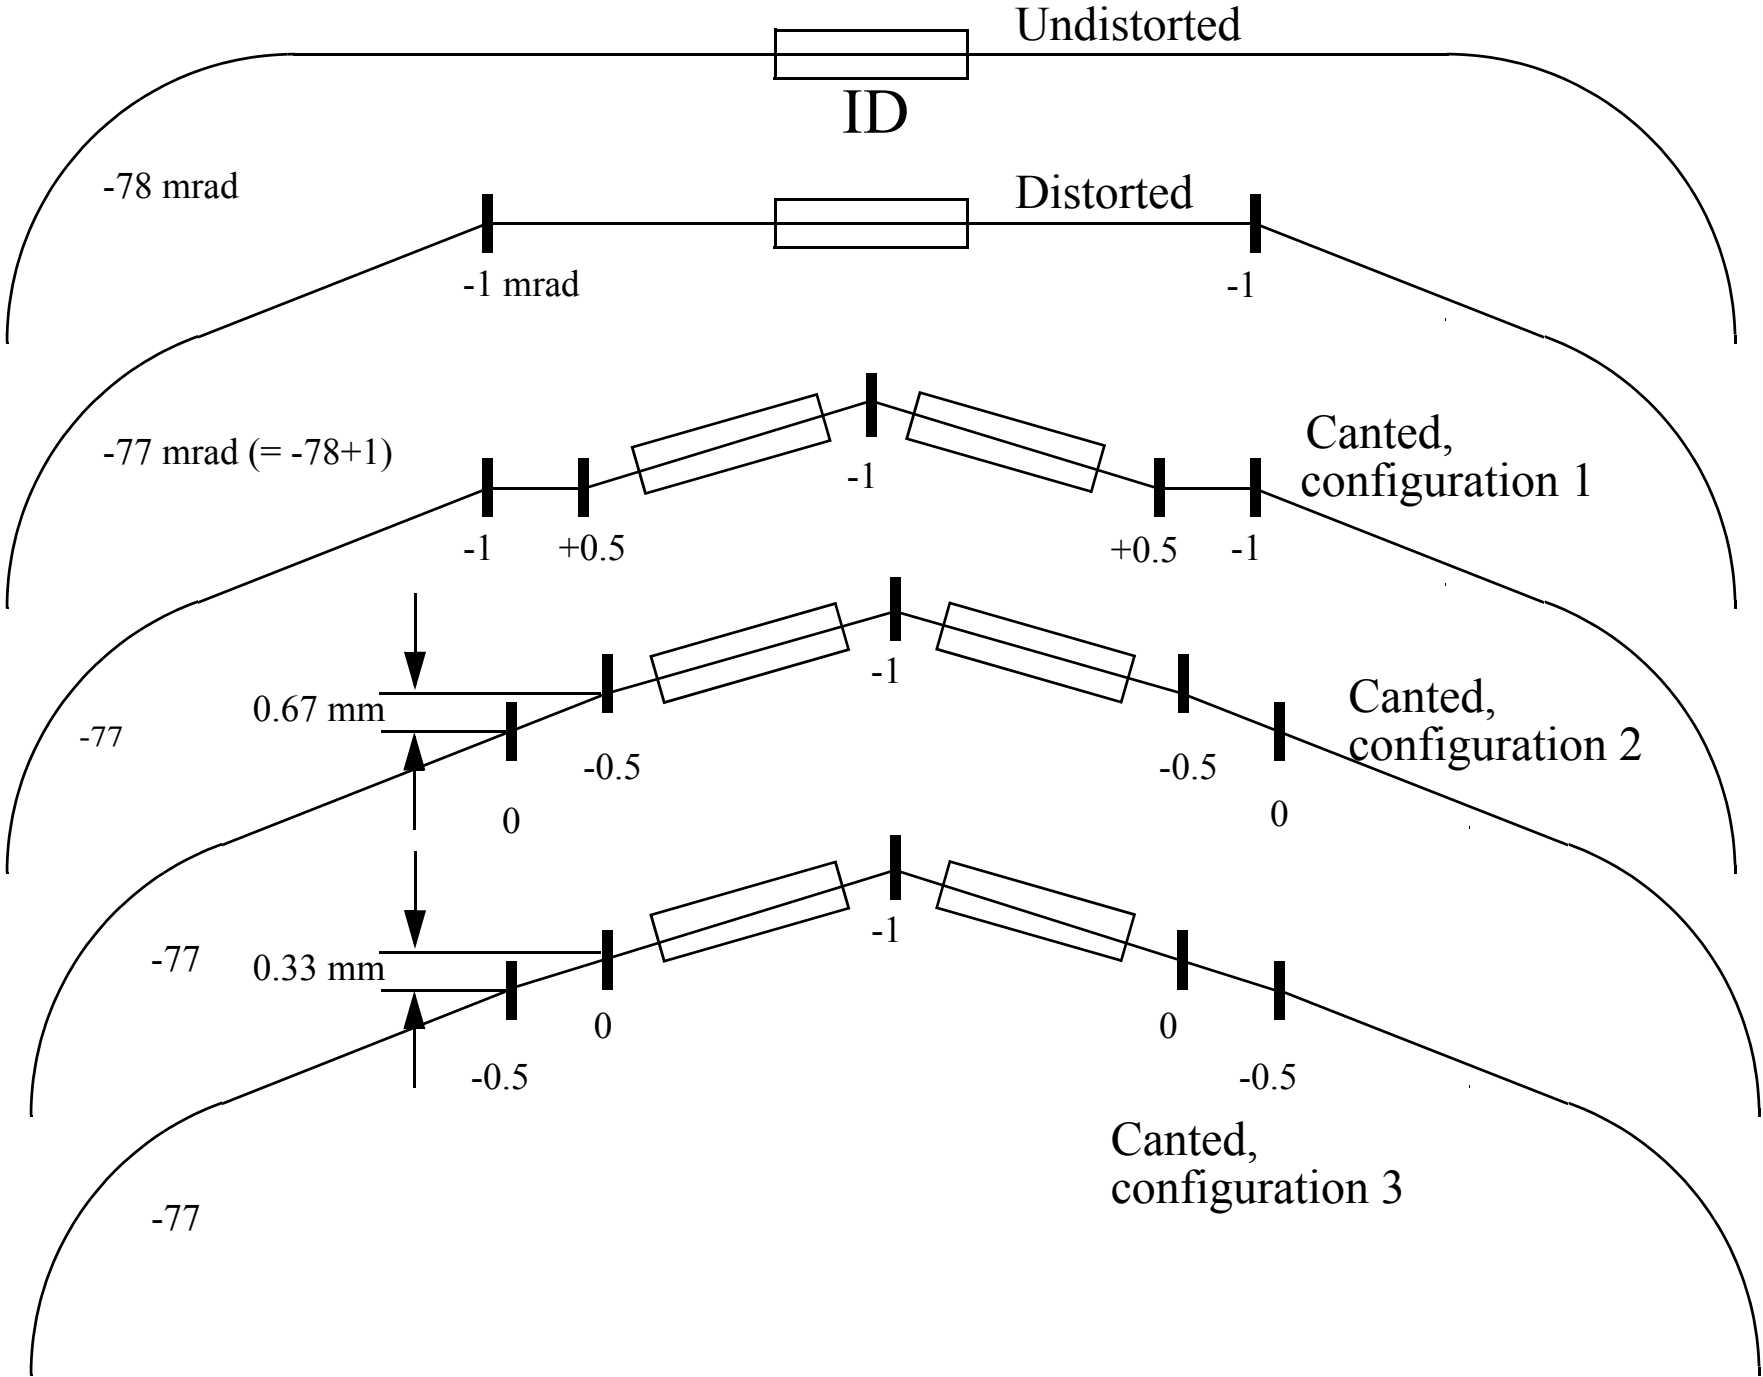 Undistorted
ID
-78 mrad
Distorted
-1 mrad
-1
-77 mrad (= -78+1)
-1
Canted,
configuration 1
-1
+0.5
+0.5
-1
0.67 mm
-1
Canted,
configuration 2
-77
-0.5
-0.5
0
0
-77
0.33 mm
-1
0
0
-0.5
-0.5
Canted,
configuration 3
-77